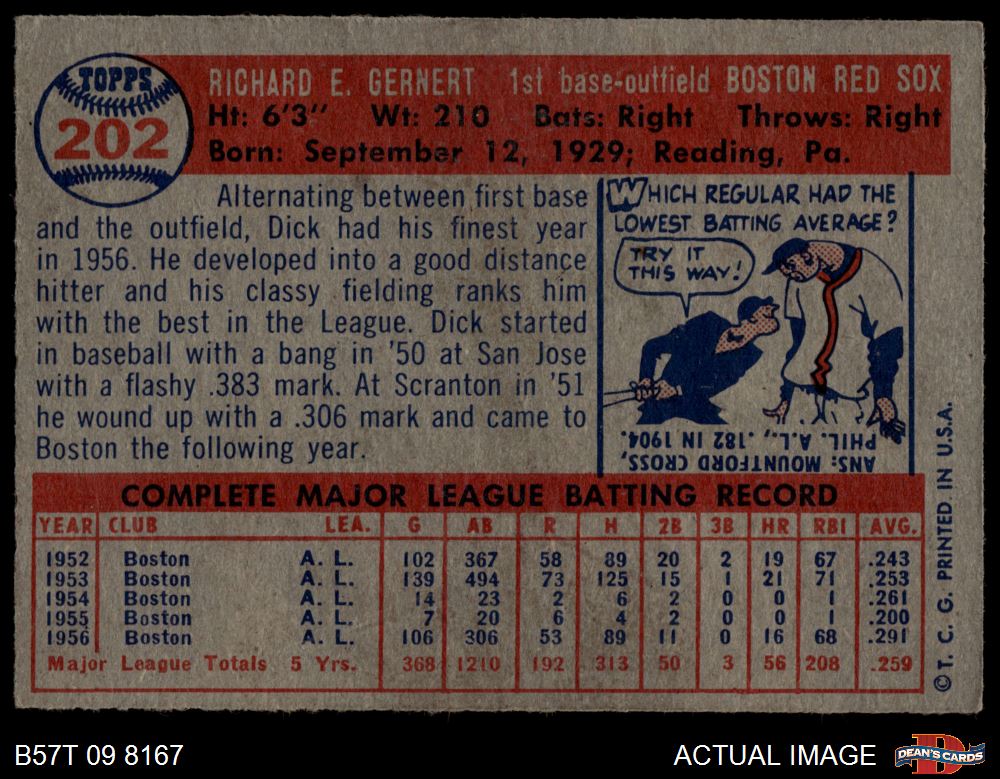 TOPPS
202
RICHARD E. GERNERT 1st base-outfield BOSTON RED SOX
Ht: 6'3" Wt: 210 Bats: Right Throws: Right
Born: September 12, 1929; Reading, Pa.
Alternating between first base
and the outfield, Dick had his finest year
in 1956. He developed into a good distance
hitter and his classy fielding ranks him
with the best in the League. Dick started
in baseball with a bang in '50 at San Jose
with a flashy .383 mark. At Scranton in '51
he wound up with a .306 mark and came to
Boston the following year.
WHICH REGULAR HAD THE
LOWEST BATTING AVERAGE?
TRY IT
THIS WAY!
ANS: MOUNTFORD CROSS,
PHIL. A.L., .182 IN 1904.
COMPLETE MAJOR LEAGUE BATTING RECORD
YEAR CLUB LEA. G AB R H 2B 3B HR RBI AVG.
1952 Boston A. L. 102 367 58 89 20 2 19 67 .243
1953 Boston A. L. 139 494 73 125 15 1 21 71 .253
1954 Boston A. L. 14 23 2 6 2 0 0 1 .261
1955 Boston A. L. 7 20 6 4 2 0 0 1 .200
1956 Boston A. L. 106 306 53 89 11 0 16 68 .291
Major League Totals 5 Yrs. 368 1210 192 313 50 3 56 208 .259
© T. C. G. PRINTED IN U.S.A.
B57T 09 8167
ACTUAL IMAGE
DEAN'S CARDS